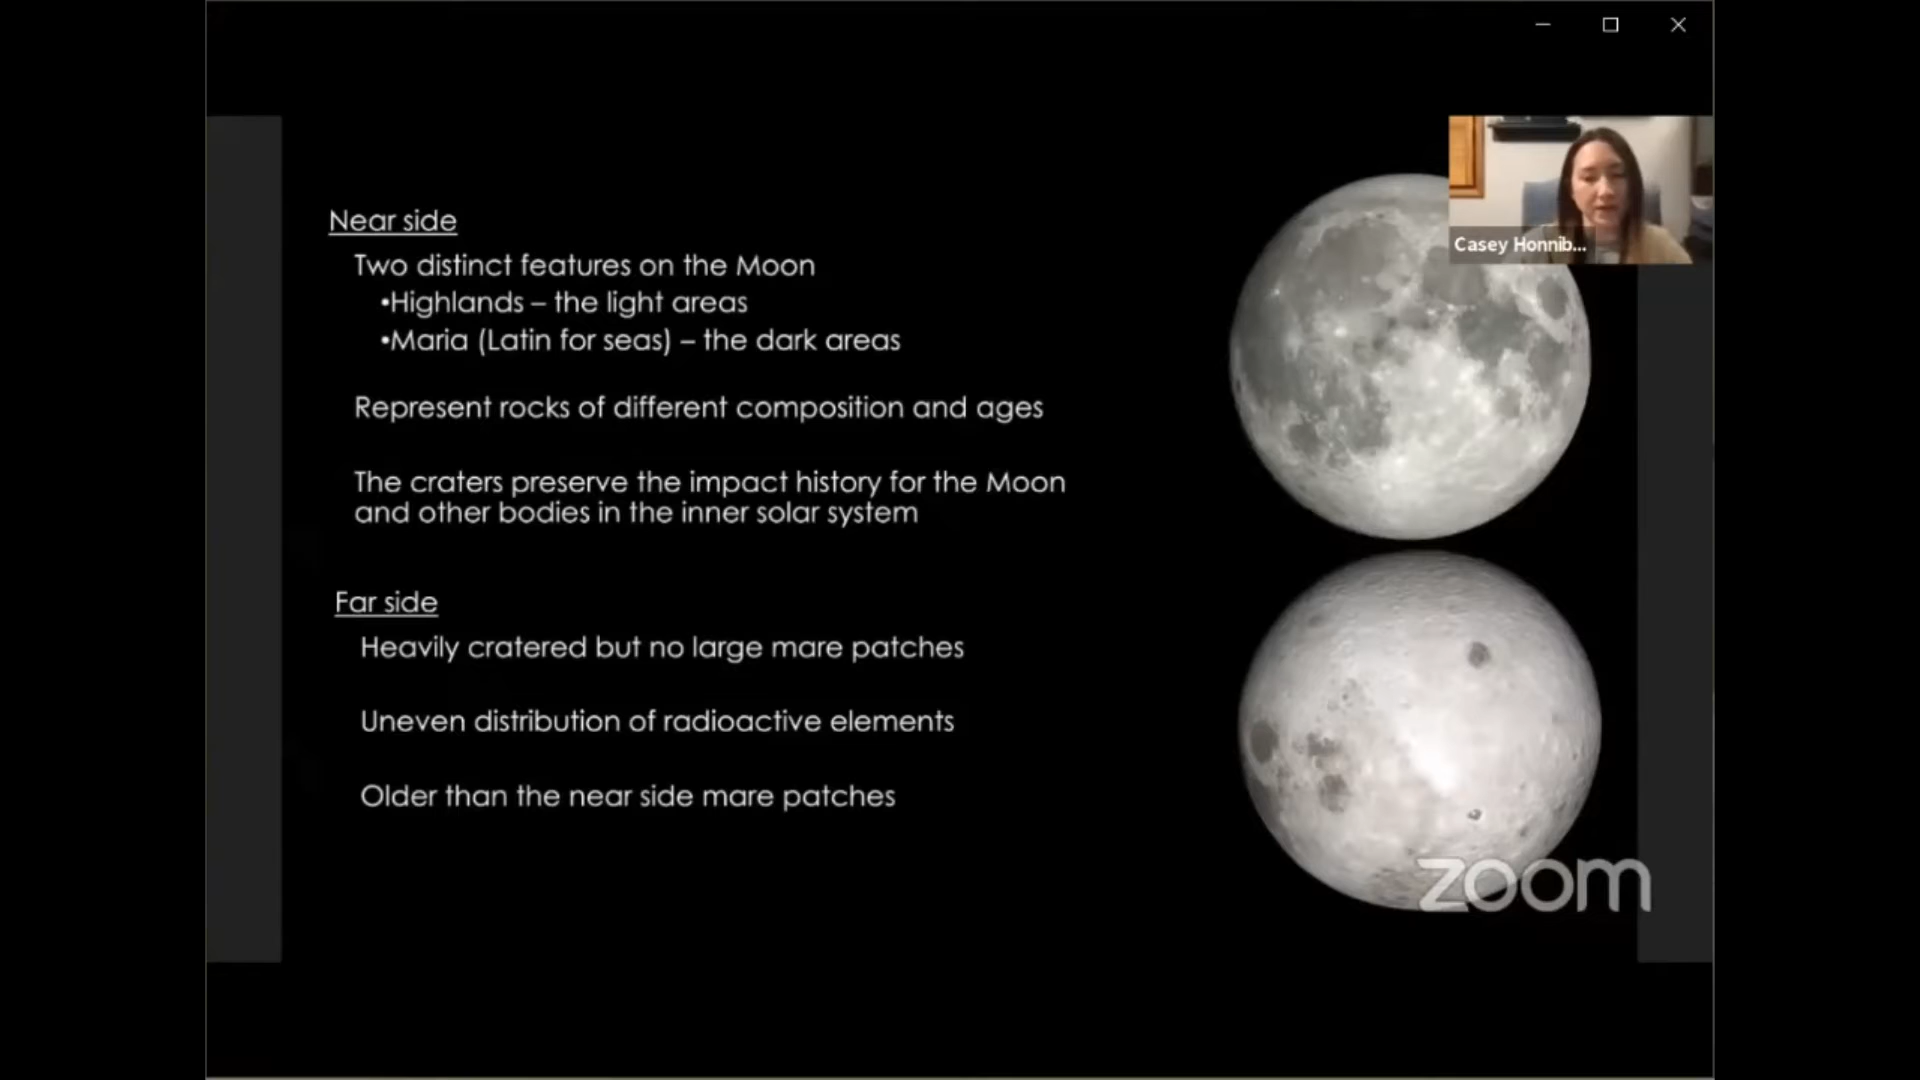 Near side
Two distinct features on the Moon
•Highlands – the light areas
•Maria (Latin for seas) – the dark areas
Represent rocks of different composition and ages
The craters preserve the impact history for the Moon
and other bodies in the inner solar system
Far side
Heavily cratered but no large mare patches
Uneven distribution of radioactive elements
Older than the near side mare patches
Casey Honnib...
zoom